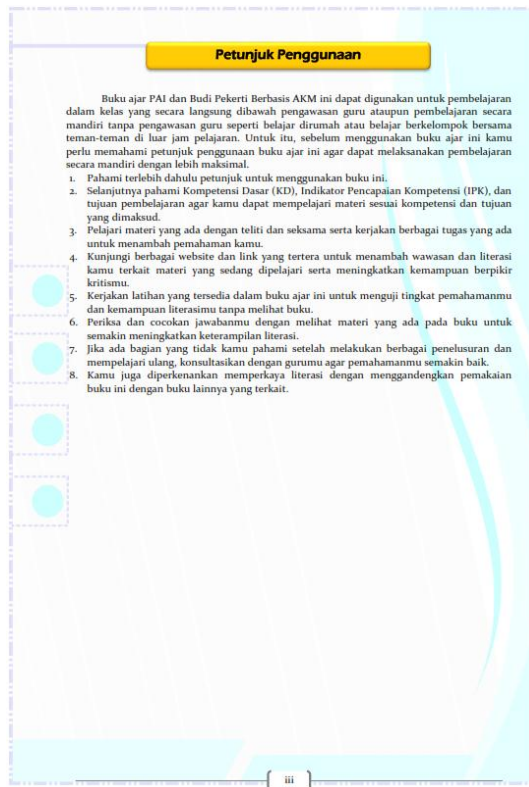 Petunjuk Penggunaan
Buku ajar PAI dan Budi Pekerti Berbasis AKM ini dapat digunakan untuk pembelajaran
dalam kelas yang secara langsung dibawah pengawasan guru ataupun pembelajaran secara
mandiri tanpa pengawasan guru seperti belajar dirumah atau belajar berkelompok bersama
teman-teman di luar jam pelajaran. Untuk itu, sebelum menggunakan buku ajar ini kamu
perlu memahami petunjuk penggunaan buku ajar ini agar dapat melaksanakan pembelajaran
secara mandiri dengan lebih maksimal.
1. Pahami terlebih dahulu petunjuk untuk menggunakan buku ini.
2. Selanjutnya pahami Kompetensi Dasar (KD), Indikator Pencapaian Kompetensi (IPK), dan
tujuan pembelajaran agar kamu dapat mempelajari materi sesuai kompetensi dan tujuan
yang dimaksud.
3. Pelajari materi yang ada dengan teliti dan seksama serta kerjakan berbagai tugas yang ada
untuk menambah pemahaman kamu.
4. Kunjungi berbagai website dan link yang tertera untuk menambah wawasan dan literasi
kamu terkait materi yang sedang dipelajari serta meningkatkan kemampuan berpikir
kritismu.
5. Kerjakan latihan yang tersedia dalam buku ajar ini untuk menguji tingkat pemahamanmu
dan kemampuan literasimu tanpa melihat buku.
6. Periksa dan cocokan jawabanmu dengan melihat materi yang ada pada buku untuk
semakin meningkatkan keterampilan literasi.
7. Jika ada bagian yang tidak kamu pahami setelah melakukan berbagai penelusuran dan
mempelajari ulang, konsultasikan dengan gurumu agar pemahamanmu semakin baik.
8. Kamu juga diperkenankan memperkaya literasi dengan menggandengkan pemakaian
buku ini dengan buku lainnya yang terkait.
iii